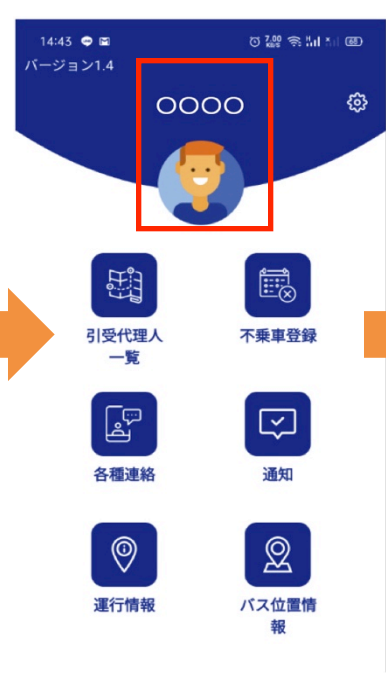 14:43
7.00 KB/S
60
バージョン1.4
○○○○
引受代理人
一覧
不乗車登録
各種連絡
通知
運行情報
バス位置情
報